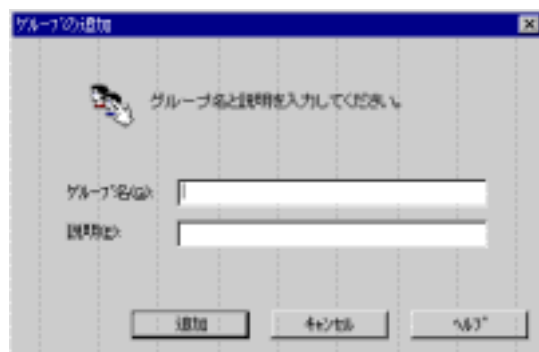 ｸﾞﾙｰﾌﾟの追加
グループ名と説明を入力してください。
ｸﾞﾙｰﾌﾟ名(G):
説明(E):
追加
ｷｬﾝｾﾙ
ﾍﾙﾌﾟ